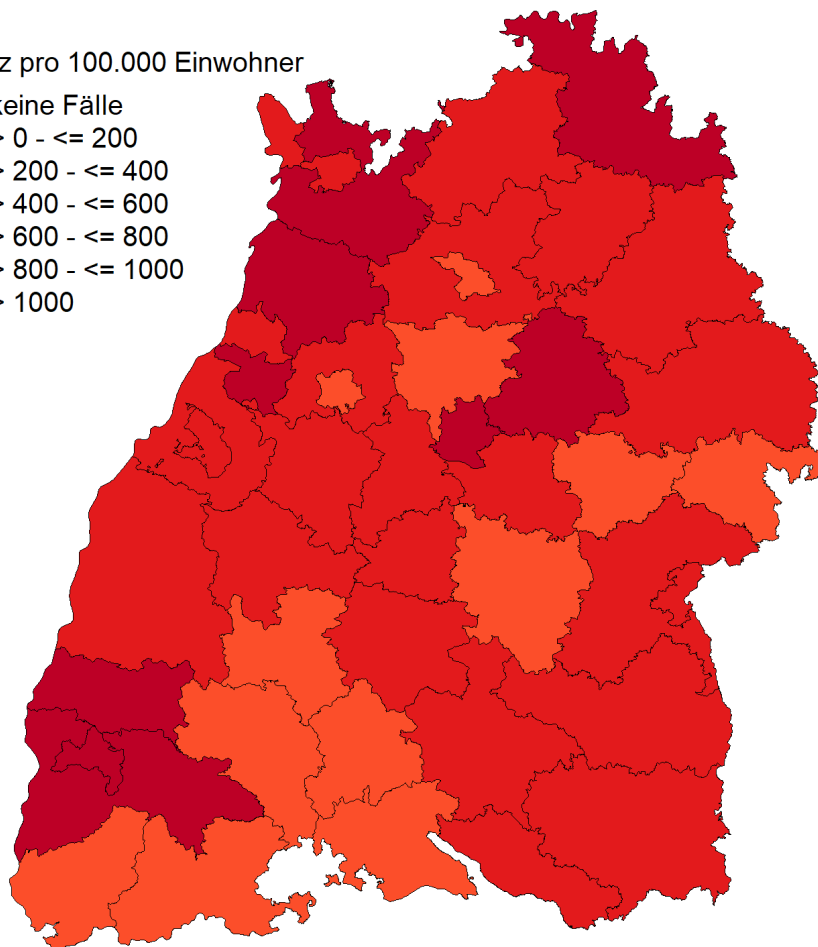 z pro 100.000 Einwohner
keine Fälle
> 0 - <= 200
> 200 - <= 400
> 400 - <= 600
> 600 - <= 800
> 800 - <= 1000
> 1000